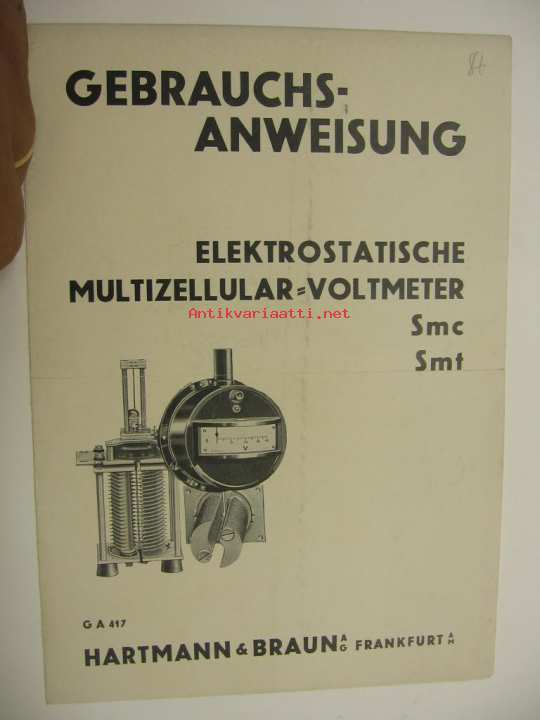 GEBRAUCHS-
ANWEISUNG
ELEKTROSTATISCHE
MULTIZELLULAR=VOLTMETER
Antikvariaatti.net
Smc
Smt
V
G A 417
HARTMANN & BRAUN AG FRANKFURT AM